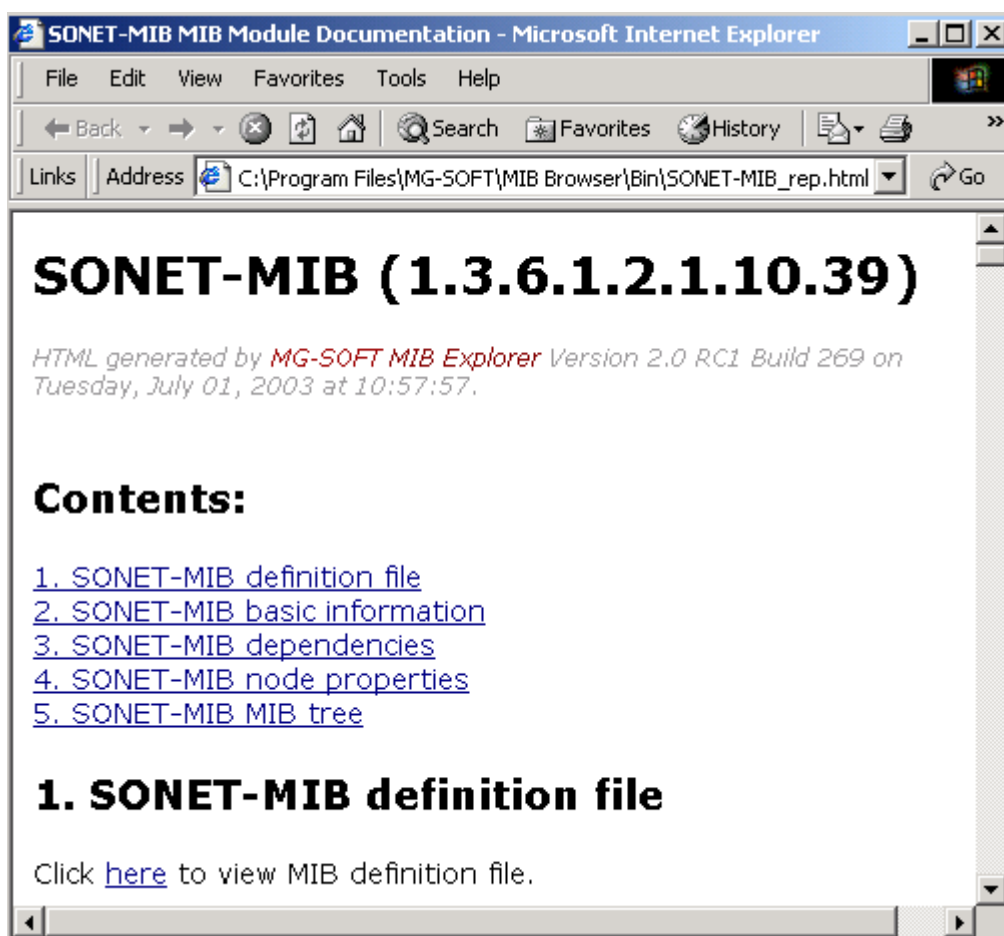 SONET-MIB MIB Module Documentation - Microsoft Internet Explorer
File Edit View Favorites Tools Help
Back Search Favorites History »
Links Address C:\Program Files\MG-SOFT\MIB Browser\Bin\SONET-MIB_rep.html Go
SONET-MIB (1.3.6.1.2.1.10.39)
HTML generated by MG-SOFT MIB Explorer Version 2.0 RC1 Build 269 on
Tuesday, July 01, 2003 at 10:57:57.
Contents:
1. SONET-MIB definition file
2. SONET-MIB basic information
3. SONET-MIB dependencies
4. SONET-MIB node properties
5. SONET-MIB MIB tree
1. SONET-MIB definition file
Click here to view MIB definition file.